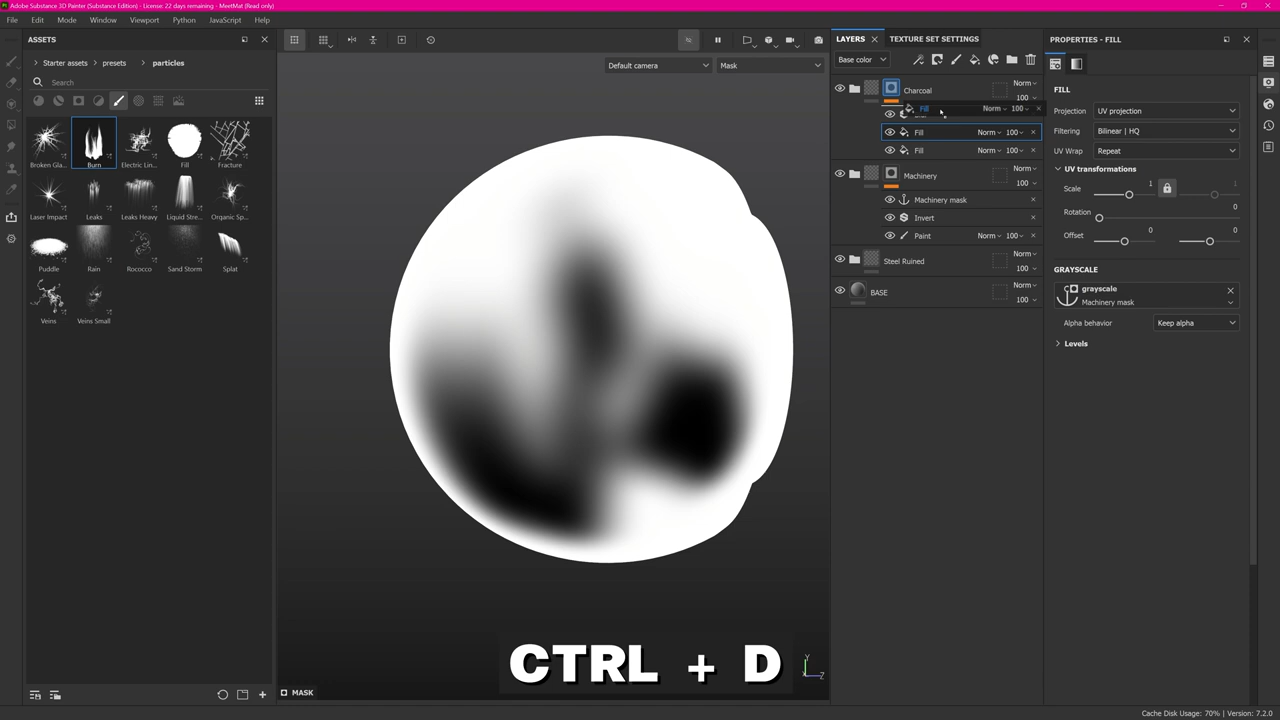 Adobe Substance 3D Painter (Substance Edition) - License: 22 days remaining - MeetMat (Read only)
File Edit Mode Window Viewport Python Charcoal Help
ASSETS
Starter assets > presets > particles
Search
Broken Gla... Burn Electric Lin... Fill Fracture
Laser Impact Leaks Leaks Heavy Liquid Stre... Organic Sp...
Puddle Rain Rococco Sand Storm Splat
Veins Veins Small
Default camera Mask
CTRL + D
MASK
Y
Z
LAYERS TEXTURE SET SETTINGS
Base color
Charcoal Norm
100
Fill Norm 100
Fill Norm 100
Fill Norm 100
Machinery Norm
100
Machinery mask
Invert
Paint Norm 100
Steel Ruined Norm
100
BASE Norm
100
PROPERTIES - FILL
FILL
Projection UV projection
Filtering Bilinear | HQ
UV Wrap Repeat
UV transformations
Scale 1 1
Rotation 0
Offset 0 0
GRAYSCALE
grayscale
Machinery mask
Alpha behavior Keep alpha
Levels
Cache Disk Usage: 70% | Version: 7.2.0